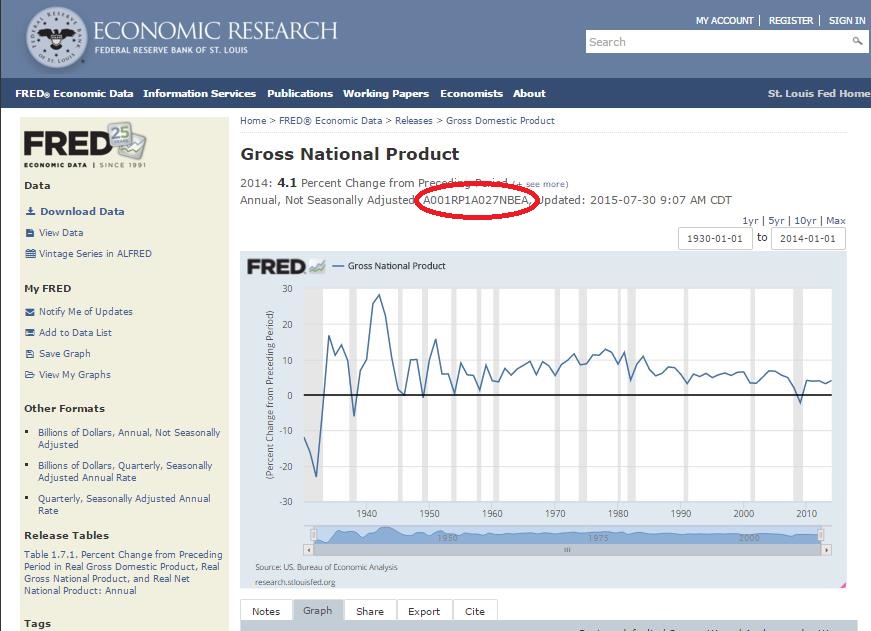 ECONOMIC RESEARCH
FEDERAL RESERVE BANK OF ST. LOUIS
MY ACCOUNT | REGISTER | SIGN IN
Search
FRED® Economic Data Information Services Publications Working Papers Economists About St. Louis Fed Home
Home > FRED® Economic Data > Releases > Gross Domestic Product
FRED 25 YEARS
ECONOMIC DATA | SINCE 1991
Data
Download Data
View Data
Vintage Series in ALFRED
My FRED
Notify Me of Updates
Add to Data List
Save Graph
View My Graphs
Other Formats
Billions of Dollars, Annual, Not Seasonally
Adjusted
Billions of Dollars, Quarterly, Seasonally
Adjusted Annual Rate
Quarterly, Seasonally Adjusted Annual
Rate
Release Tables
Table 1.7.1. Percent Change from Preceding
Period in Real Gross Domestic Product, Real
Gross National Product, and Real Net
National Product: Annual
Tags
Gross National Product
2014: 4.1 Percent Change from Preceding Period (+ see more)
Annual, Not Seasonally Adjusted, A001RP1A027NBEA, Updated: 2015-07-30 9:07 AM CDT
1yr | 5yr | 10yr | Max
1930-01-01 to 2014-01-01
FRED Gross National Product
(Percent Change from Preceding Period)
30
20
10
0
-10
-20
-30
1940 1950 1960 1970 1980 1990 2000 2010
1950 1975 2000
Source: US. Bureau of Economic Analysis
research.stlouisfed.org
Notes Graph Share Export Cite